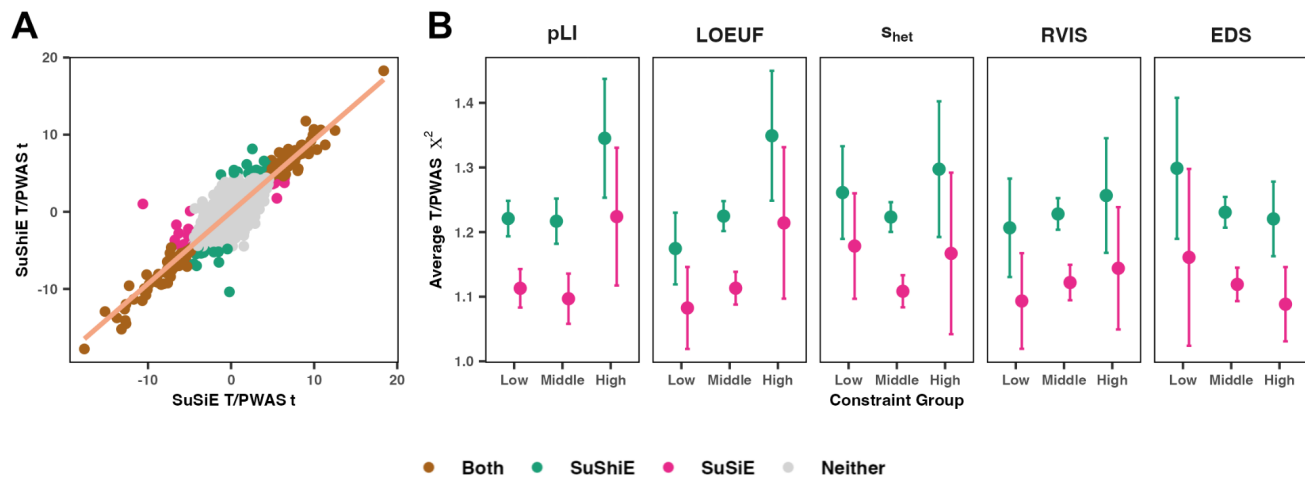 A
20
10
0
-10
SuShiE T/PWAS t
-10 0 10 20
SuSiE T/PWAS t
B
pLI LOEUF s_het RVIS EDS
1.4
1.3
1.2
1.1
1.0
Average T/PWAS χ²
Low Middle High Low Middle High Low Middle High Low Middle High Low Middle High
Constraint Group
Both SuShiE SuSiE Neither